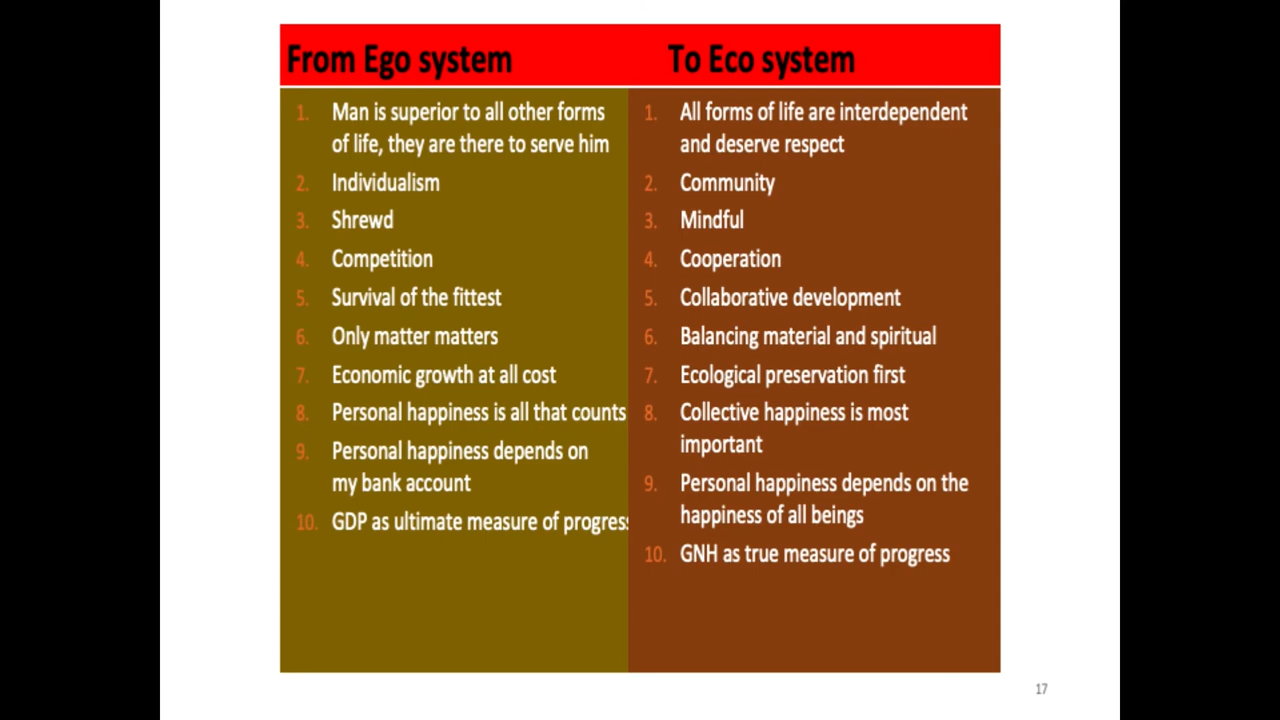 From Ego system
To Eco system
1. Man is superior to all other forms
of life, they are there to serve him
2. Individualism
3. Shrewd
4. Competition
5. Survival of the fittest
6. Only matter matters
7. Economic growth at all cost
8. Personal happiness is all that counts
9. Personal happiness depends on
my bank account
10. GDP as ultimate measure of progress
1. All forms of life are interdependent
and deserve respect
2. Community
3. Mindful
4. Cooperation
5. Collaborative development
6. Balancing material and spiritual
7. Ecological preservation first
8. Collective happiness is most
important
9. Personal happiness depends on the
happiness of all beings
10. GNH as true measure of progress
17